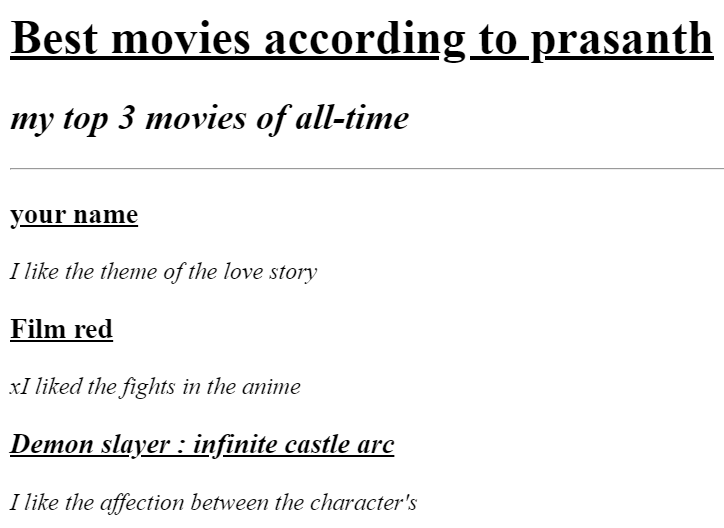 Best movies according to prasanth
my top 3 movies of all-time
your name
I like the theme of the love story
Film red
xI liked the fights in the anime
Demon slayer : infinite castle arc
I like the affection between the character's